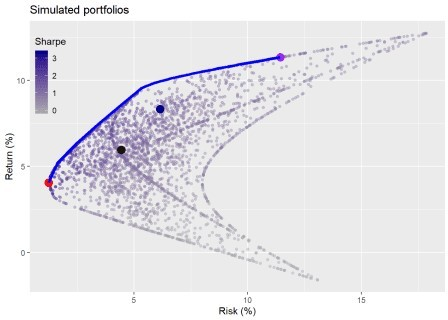 Simulated portfolios
Sharpe
3
2
1
0
Return (%)
10
5
0
5
10
15
Risk (%)